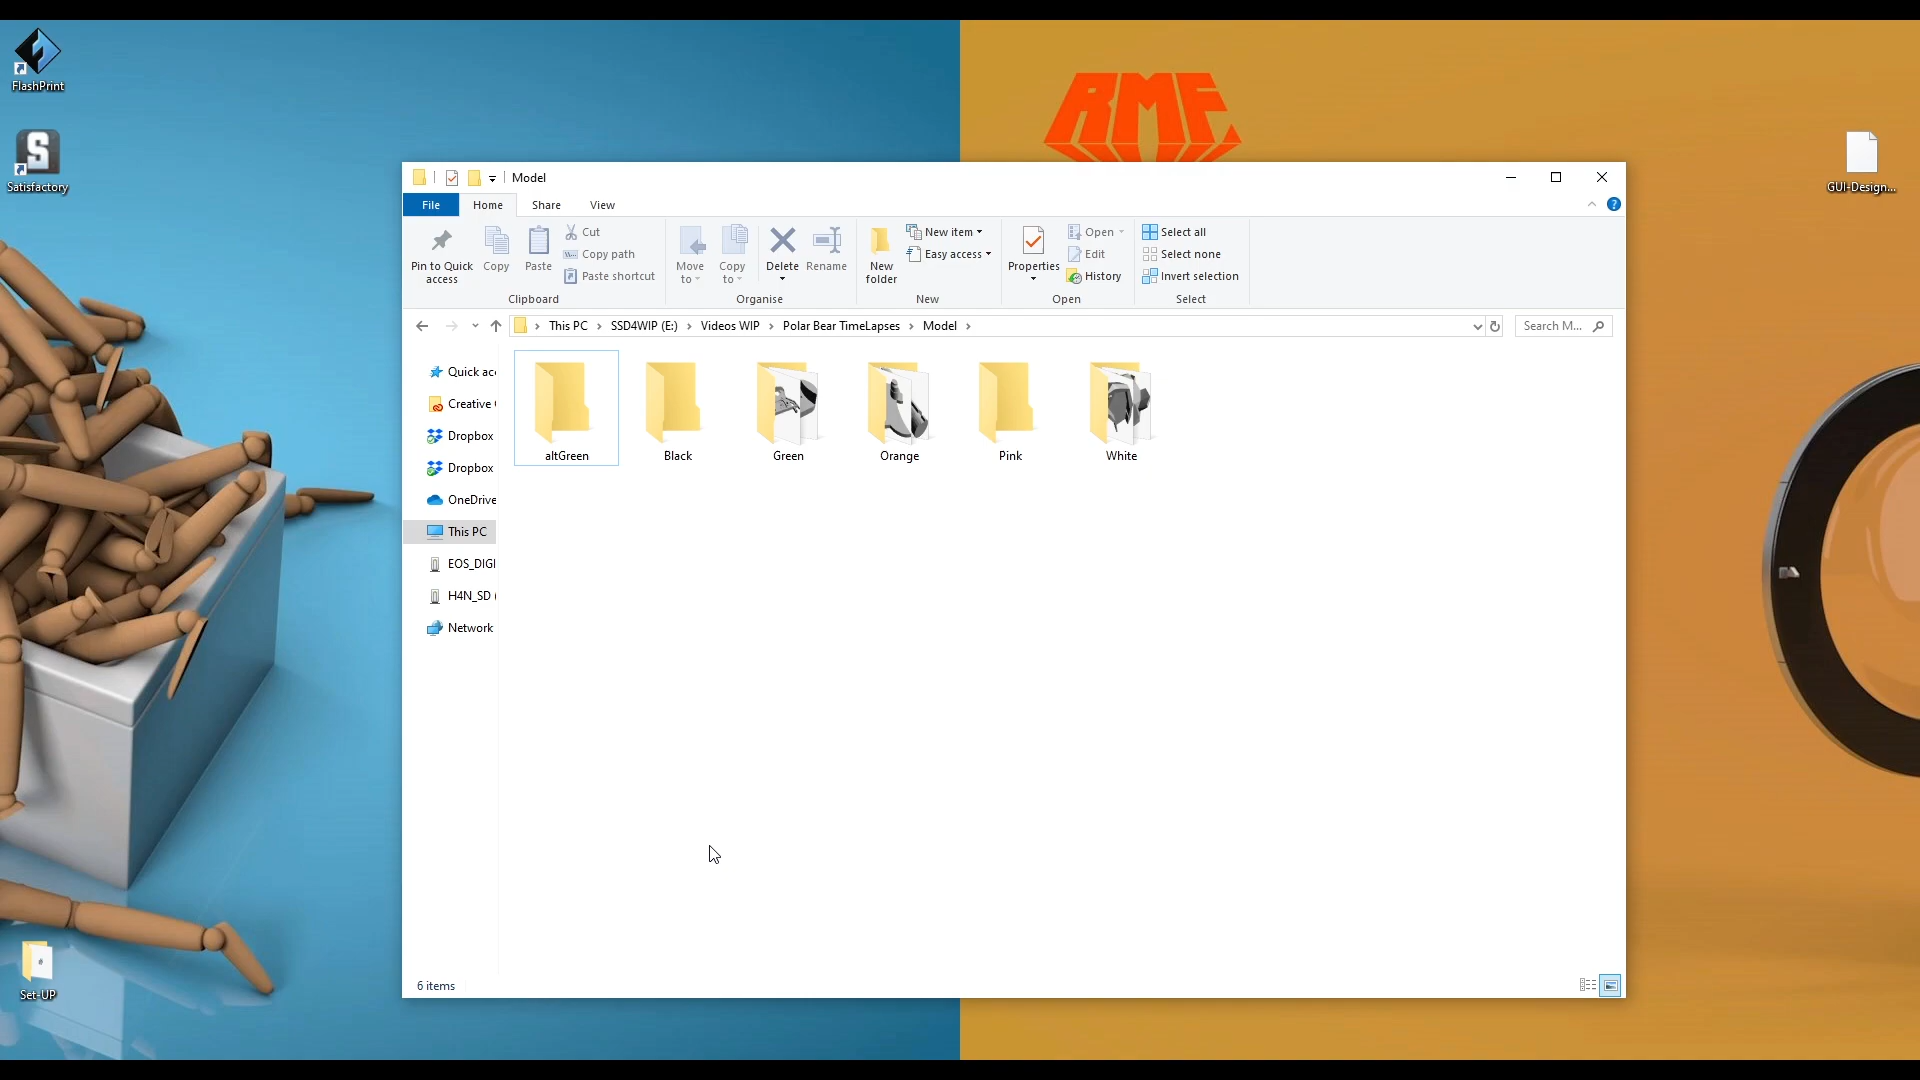 FlashPrint
Satisfactory
Set-UP
RMF.
GUI-Design...
Model
File Home Share View
Pin to Quick access
Copy
Paste
Cut
Copy path
Paste shortcut
Clipboard
Move to
Copy to
Delete
Rename
Organise
New folder
New item
Easy access
New
Properties
Open
Edit
History
Open
Select all
Select none
Invert selection
Select
This PC > SSD4WIP (E:) > Videos WIP > Polar Bear TimeLapses > Model >
Search M...
Quick acc
Creative
Dropbox
Dropbox
OneDrive
This PC
EOS_DIGI
H4N_SD (
Network
altGreen
Black
Green
Orange
Pink
White
6 items